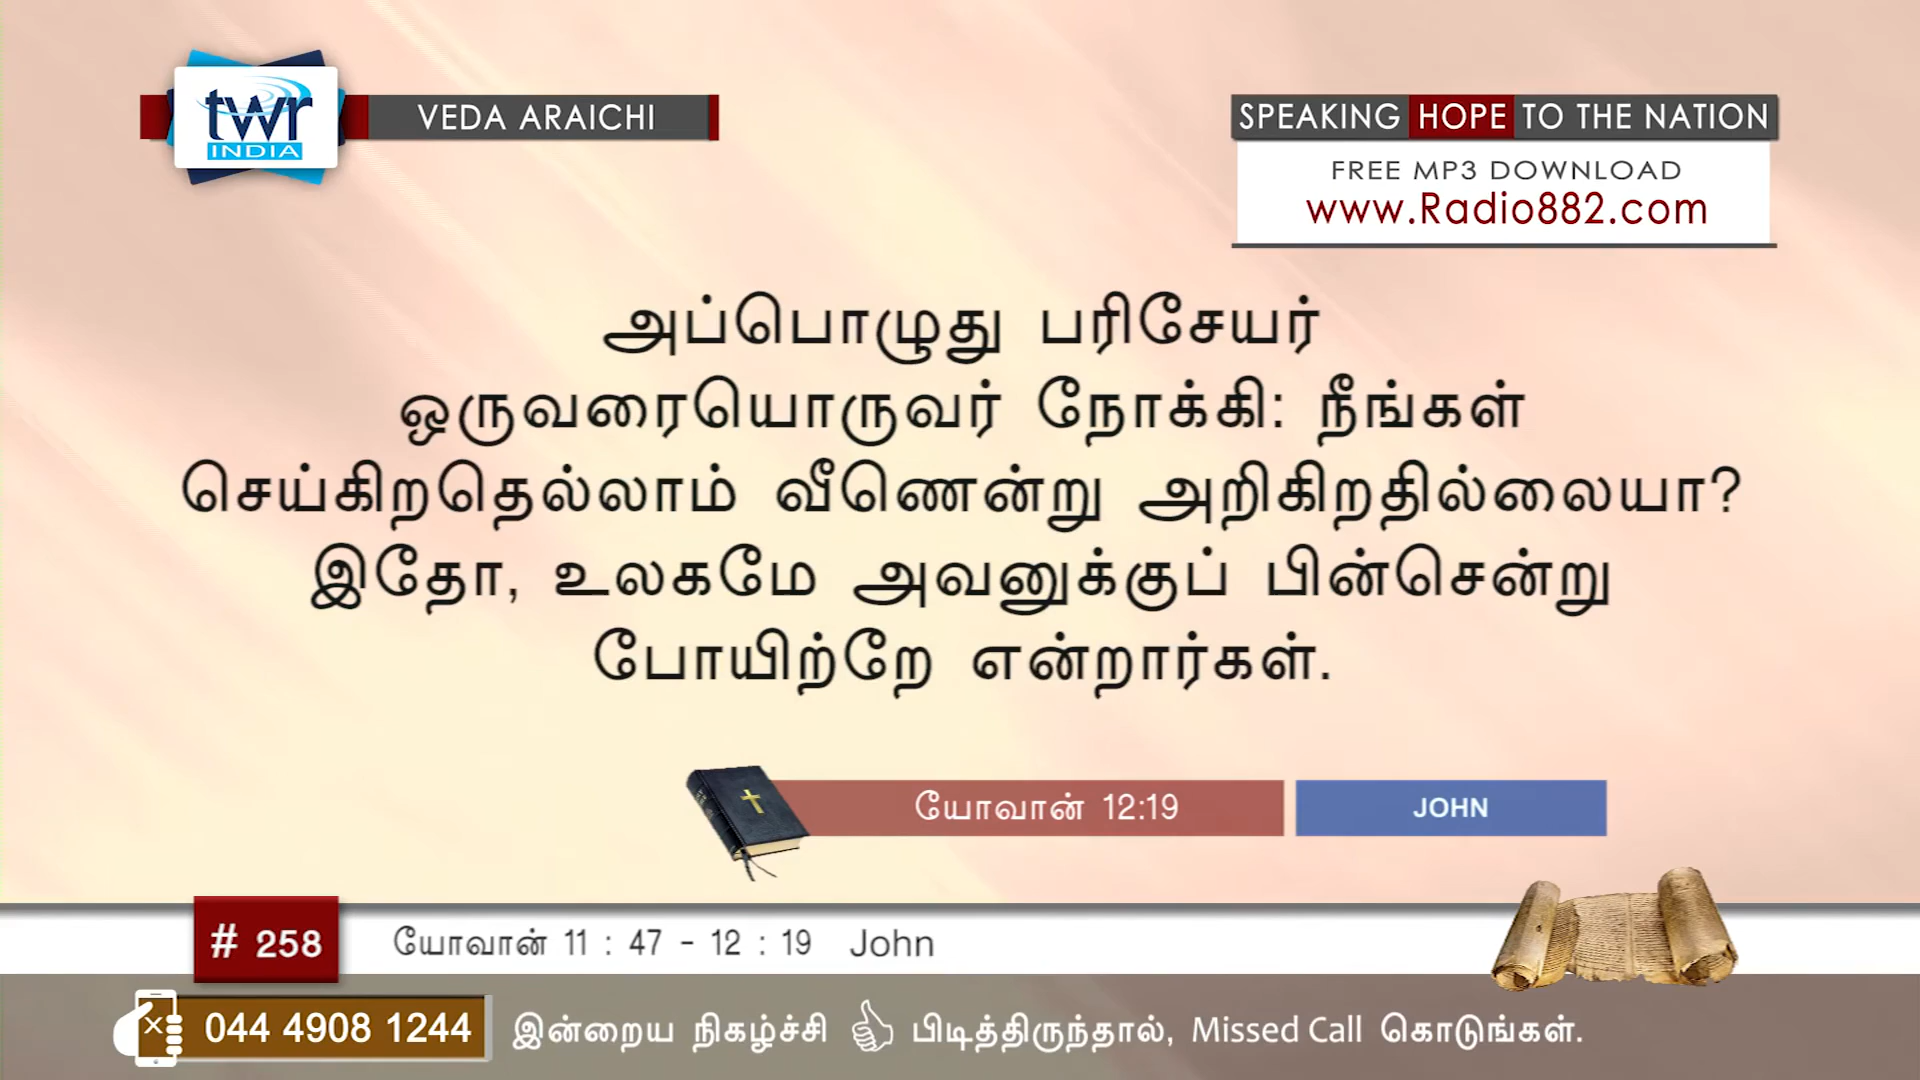 twr
INDIA
VEDA ARAICHI
SPEAKING HOPE TO THE NATION
FREE MP3 DOWNLOAD
www.Radio882.com
அப்பொழுது பரிசேயர்
ஒருவரையொருவர் நோக்கி: நீங்கள்
செய்கிறதெல்லாம் வீணென்று அறிகிறதில்லையா?
இதோ, உலகமே அவனுக்குப் பின்சென்று
போயிற்றே என்றார்கள்.
யோவான் 12:19
JOHN
# 258
யோவான் 11 : 47 - 12 : 19 John
044 4908 1244
இன்றைய நிகழ்ச்சி பிடித்திருந்தால், Missed Call கொடுங்கள்.